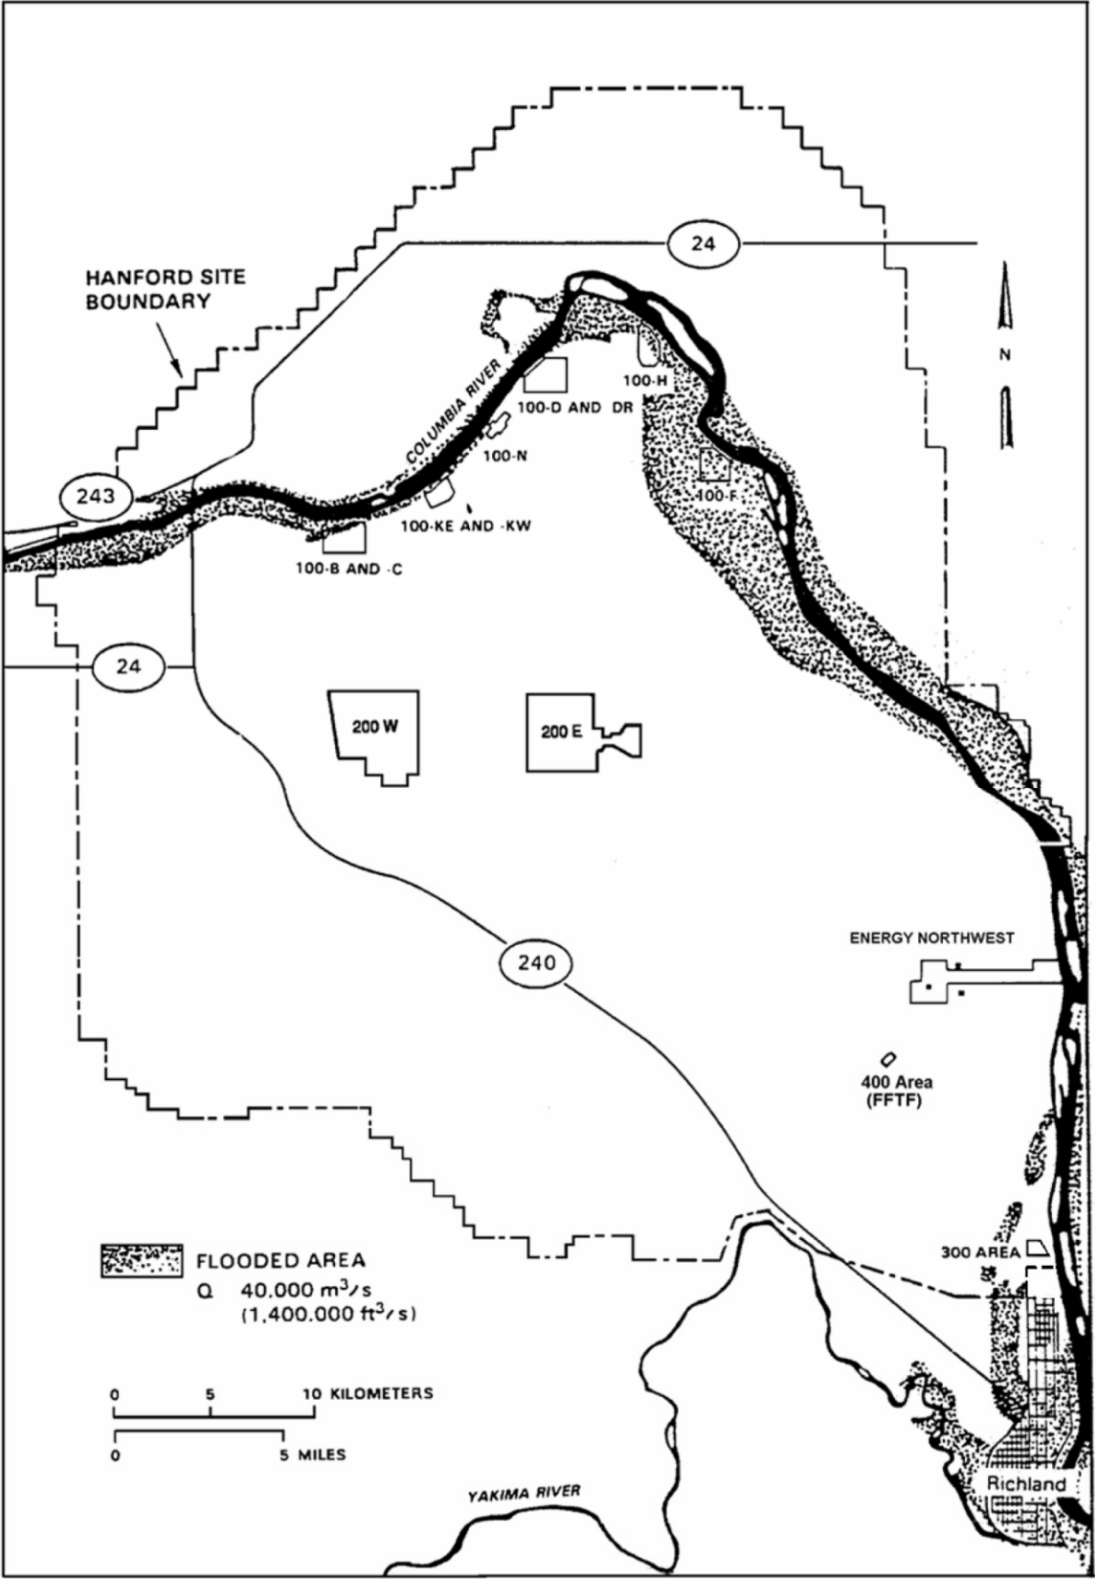 24
HANFORD SITE
BOUNDARY
N
COLUMBIA RIVER
100-H
100-D AND DR
100-N
243
100-F
100-KE AND -KW
100-B AND -C
24
200 W
200 E
ENERGY NORTHWEST
240
400 Area
(FFTF)
300 AREA
FLOODED AREA
Q 40,000 m³/s
(1,400,000 ft³/s)
0 5 10 KILOMETERS
0 5 MILES
Richland
YAKIMA RIVER